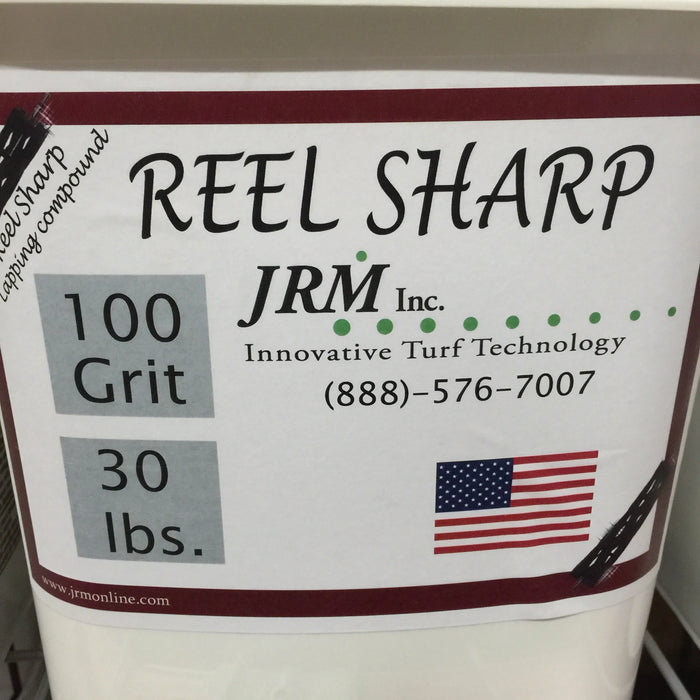 Reel Sharp
Lapping compound
REEL SHARP
JRM Inc.
Innovative Turf Technology
(888)-576-7007
100
Grit
30
lbs.
www.jrmonline.com